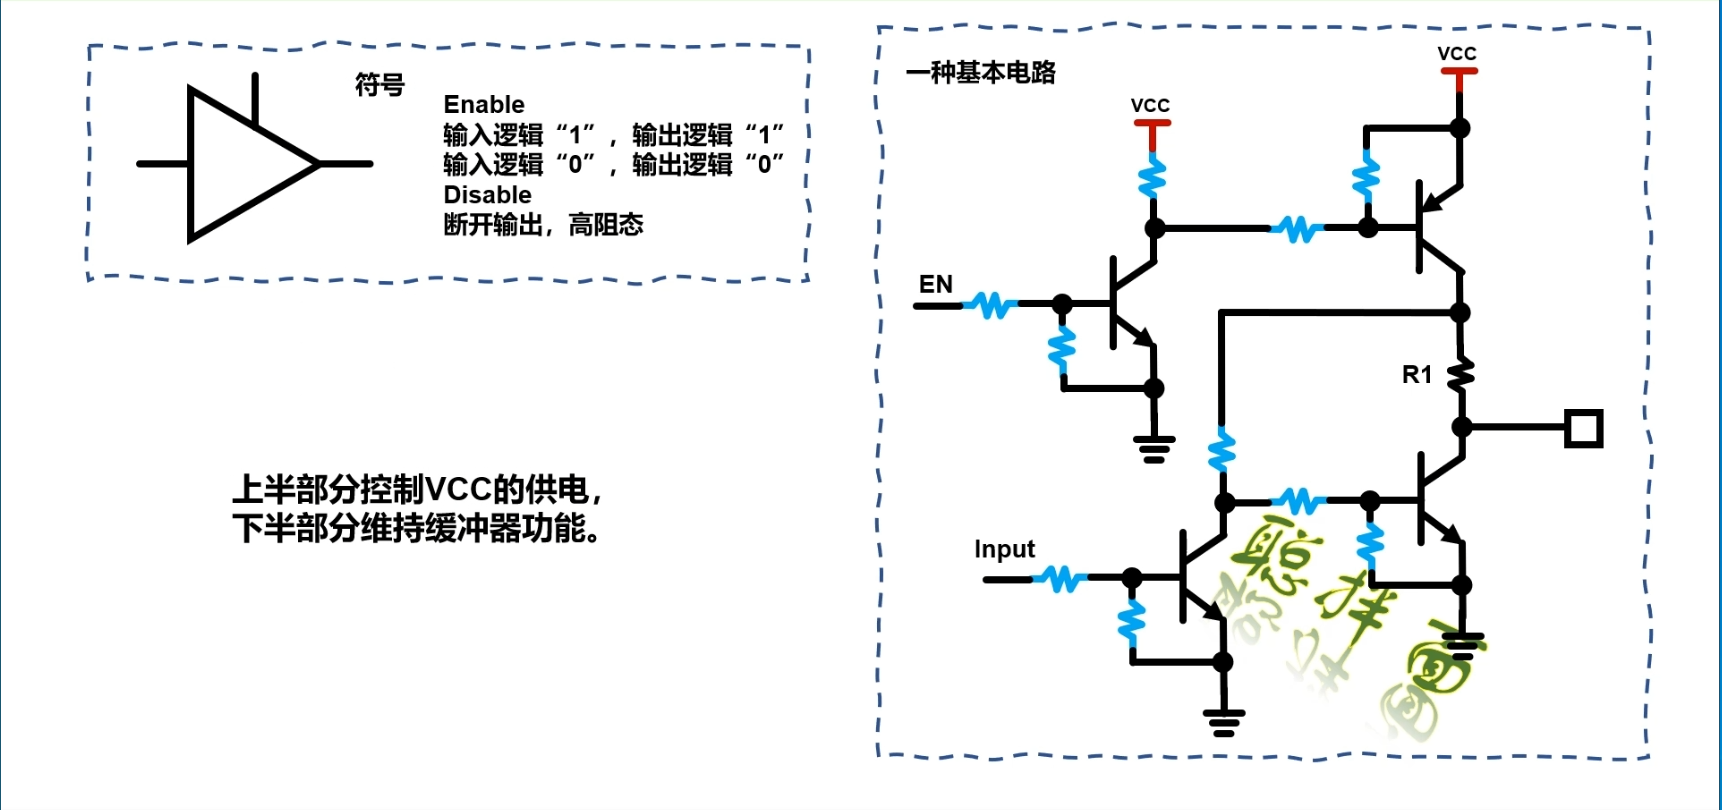 符号
Enable
输入逻辑“1”，输出逻辑“1”
输入逻辑“0”，输出逻辑“0”
Disable
断开输出，高阻态
上半部分控制VCC的供电，
下半部分维持缓冲器功能。
一种基本电路
VCC
VCC
EN
R1
Input